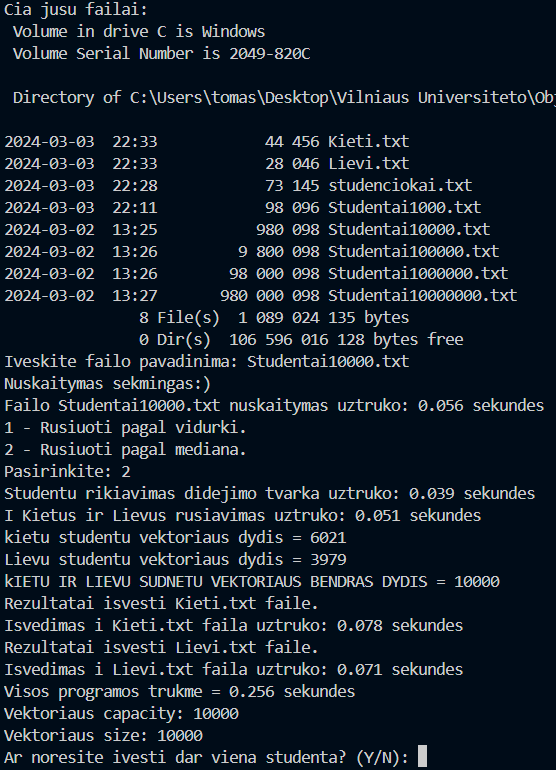 Cia jusu failai:
Volume in drive C is Windows
Volume Serial Number is 2049-820C
Directory of C:\Users\tomas\Desktop\Vilniaus Universiteto\Obj
2024-03-03 22:33 44 456 Kieti.txt
2024-03-03 22:33 28 046 Lievi.txt
2024-03-03 22:28 73 145 studenciokai.txt
2024-03-03 22:11 98 096 Studentai1000.txt
2024-03-02 13:25 980 098 Studentai10000.txt
2024-03-02 13:26 9 800 098 Studentai100000.txt
2024-03-02 13:26 98 000 098 Studentai1000000.txt
2024-03-02 13:27 980 000 098 Studentai10000000.txt
8 File(s) 1 089 024 135 bytes
0 Dir(s) 106 596 016 128 bytes free
Iveskite failo pavadinima: Studentai10000.txt
Nuskaitymas sekmingas:)
Failo Studentai10000.txt nuskaitymas uztruko: 0.056 sekundes
1 - Rusiuoti pagal vidurki.
2 - Rusiuoti pagal mediana.
Pasirinkite: 2
Studentu rikiavimas didejimo tvarka uztruko: 0.039 sekundes
I Kietus ir Lievus rusiavimas uztruko: 0.051 sekundes
kietu studentu vektoriaus dydis = 6021
Lievu studentu vektoriaus dydis = 3979
kIETU IR LIEVU SUDNETU VEKTORIAUS BENDRAS DYDIS = 10000
Rezultatai isvesti Kieti.txt faile.
Isvedimas i Kieti.txt faila uztruko: 0.078 sekundes
Rezultatai isvesti Lievi.txt faile.
Isvedimas i Lievi.txt faila uztruko: 0.071 sekundes
Visos programos trukme = 0.256 sekundes
Vektoriaus capacity: 10000
Vektoriaus size: 10000
Ar noresite ivesti dar viena studenta? (Y/N):